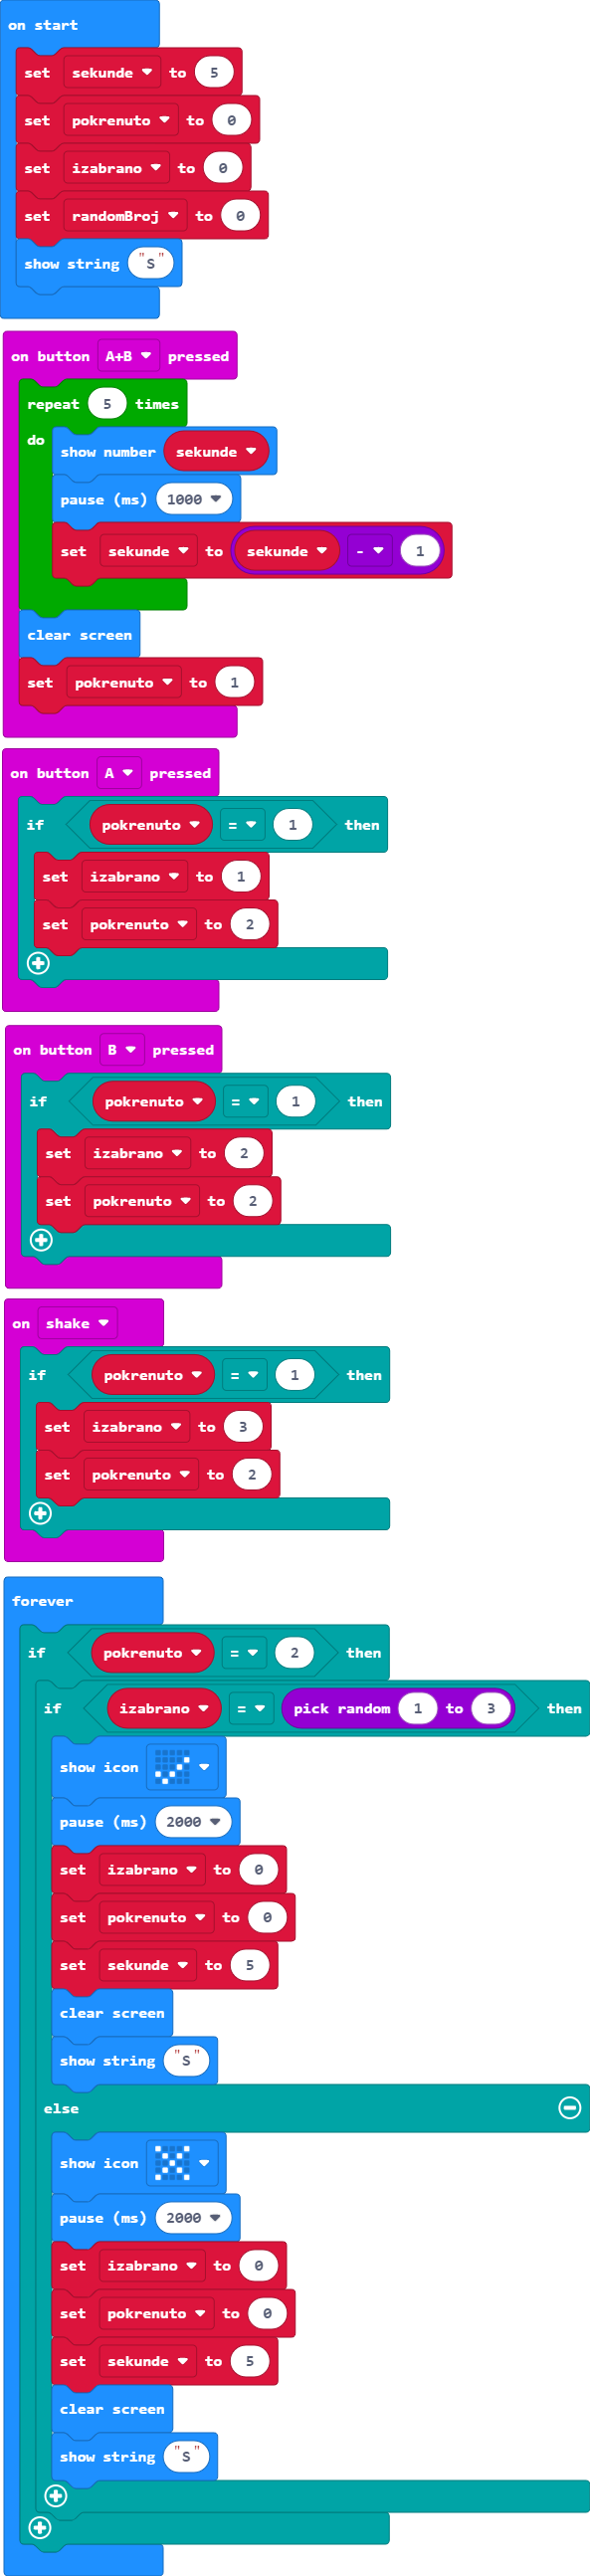 on start
set sekunde to 5
set pokrenuto to 0
set izabrano to 0
set randomBroj to 0
show string "S"
on button A+B pressed
repeat 5 times
do
show number sekunde
pause (ms) 1000
set sekunde to sekunde - 1
clear screen
set pokrenuto to 1
on button A pressed
if pokrenuto = 1 then
set izabrano to 1
set pokrenuto to 2
on button B pressed
if pokrenuto = 1 then
set izabrano to 2
set pokrenuto to 2
on shake
if pokrenuto = 1 then
set izabrano to 3
set pokrenuto to 2
forever
if pokrenuto = 2 then
if izabrano = pick random 1 to 3 then
show icon
pause (ms) 2000
set izabrano to 0
set pokrenuto to 0
set sekunde to 5
clear screen
show string "S"
else
show icon
pause (ms) 2000
set izabrano to 0
set pokrenuto to 0
set sekunde to 5
clear screen
show string "S"